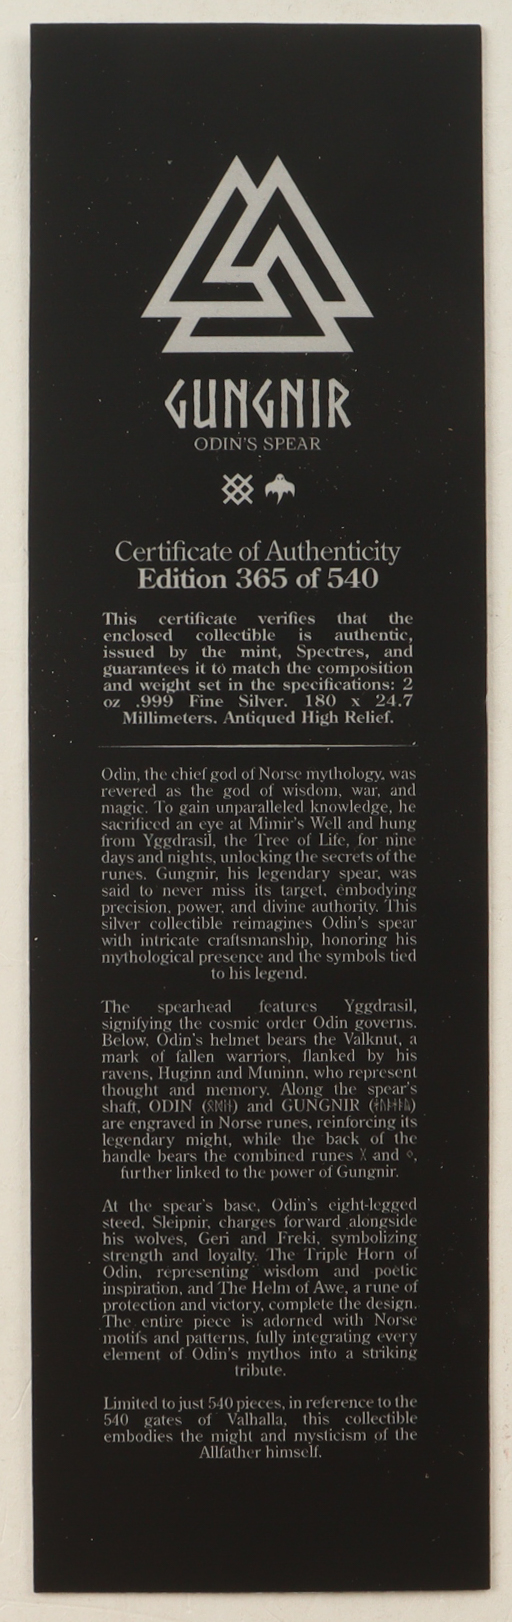 GUNGNIR
ODIN'S SPEAR
Certificate of Authenticity
Edition 365 of 540
This certificate verifies that the
enclosed collectible is authentic,
issued by the mint, Spectres, and
guarantees it to match the composition
and weight set in the specifications: 2
oz .999 Fine Silver. 180 x 24.7
Millimeters. Antiqued High Relief.
Odin, the chief god of Norse mythology, was
revered as the god of wisdom, war, and
magic. To gain unparalleled knowledge, he
sacrificed an eye at Mimir's Well and hung
from Yggdrasil, the Tree of Life, for nine
days and nights, unlocking the secrets of the
runes. Gungnir, his legendary spear, was
said to never miss its target, embodying
precision, power, and divine authority. This
silver collectible reimagines Odin's spear
with intricate craftsmanship, honoring his
mythological presence and the symbols tied
to his legend.
The spearhead features Yggdrasil,
signifying the cosmic order Odin governs.
Below, Odin's helmet bears the Valknut, a
mark of fallen warriors, flanked by his
ravens, Huginn and Muninn, who represent
thought and memory. Along the spear's
shaft, ODIN () and GUNGNIR ()
are engraved in Norse runes, reinforcing its
legendary might, while the back of the
handle bears the combined runes and
further linked to the power of Gungnir.
At the spear's base, Odin's eight-legged
steed, Sleipnir, charges forward alongside
his wolves, Geri and Freki, symbolizing
strength and loyalty. The Triple Horn of
Odin, representing wisdom and poetic
inspiration, and The Helm of Awe, a rune of
protection and victory, complete the design.
The entire piece is adorned with Norse
motifs and patterns, fully integrating every
element of Odin's mythos into a striking
tribute.
Limited to just 540 pieces, in reference to the
540 gates of Valhalla, this collectible
embodies the might and mysticism of the
Allfather himself.